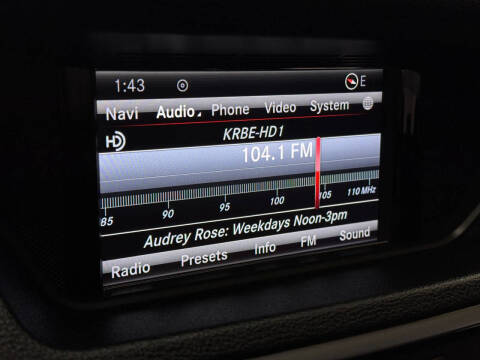 1:43 E
Navi Audio Phone Video System
HD KRBE-HD1
104.1 FM
85 90 95 100 105 110 MHz
Audrey Rose: Weekdays Noon-3pm
Radio Presets Info FM Sound